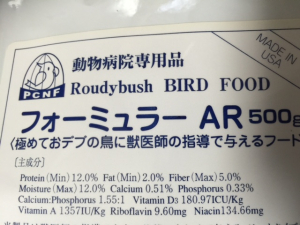 動物病院専用品
MADE IN USA
PCNF
Roudybush BIRD FOOD
フォーミュラー AR 500g
〈極めておデブの鳥に獣医師の指導で与えるフード
[主成分]
Protein(Min) 12.0% Fat(Min) 2.0% Fiber(Max) 5.0%
Moisture(Max) 12.0% Calcium 0.51% Phosphorus 0.33%
Calcium:Phosphorus 1.55:1 Vitamin D3 180.97ICU/Kg
Vitamin A 1357IU/Kg Riboflavin 9.60mg Niacin134.66mg